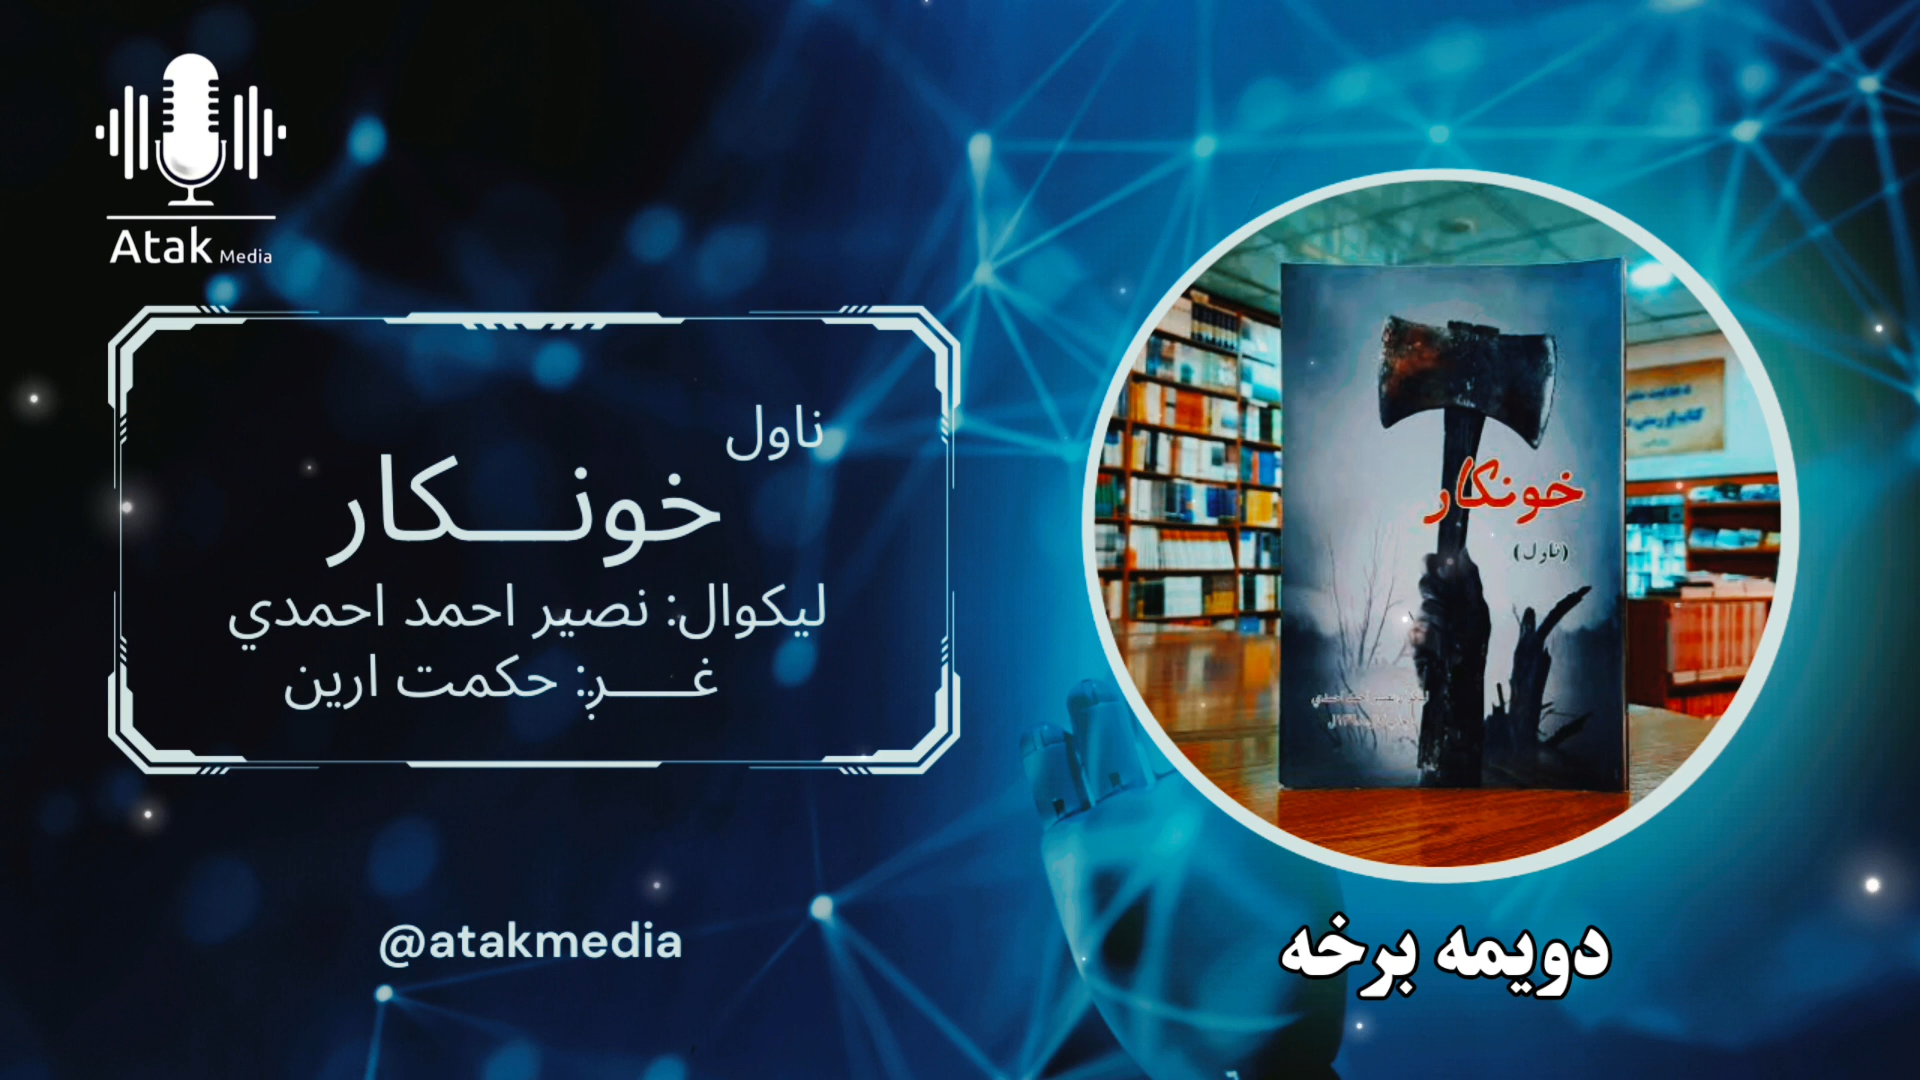 Atak Media
ناول
خونکار
لیکوال: نصیر احمد احمدي
غږ: حکمت ارین
@atakmedia
خونکار
(ناول)
دویمه برخه